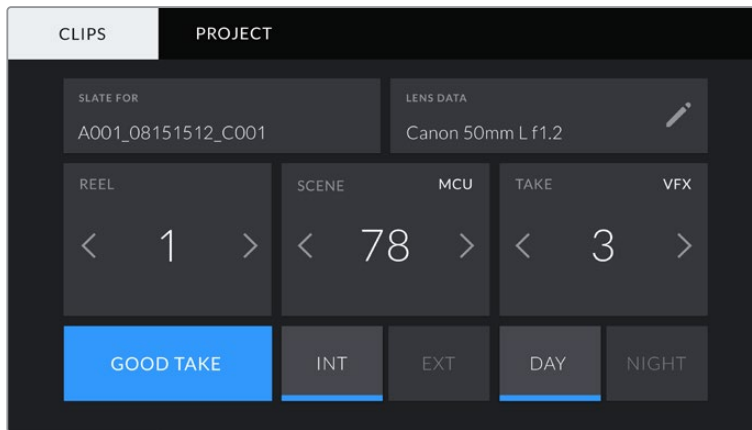 CLIPS PROJECT
SLATE FOR LENS DATA
A001_08151512_C001 Canon 50mm L f1.2
REEL SCENE MCU TAKE VFX
1 78 3
GOOD TAKE INT EXT DAY NIGHT